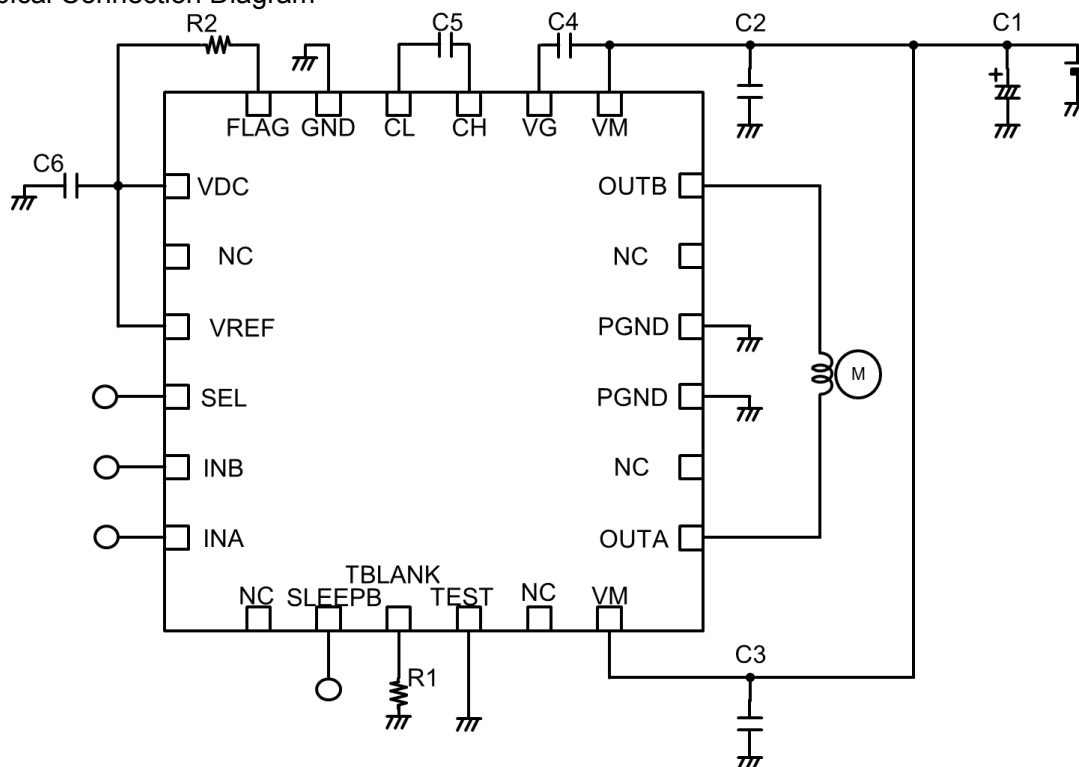 Typical Connection Diagram
R2 C5 C4 C2 C1
FLAG GND CL CH VG VM
+
C6
VDC OUTB
NC NC
VREF PGND
M
SEL PGND
INB NC
INA OUTA
TBLANK
NC SLEEPB TEST NC VM
R1
C3